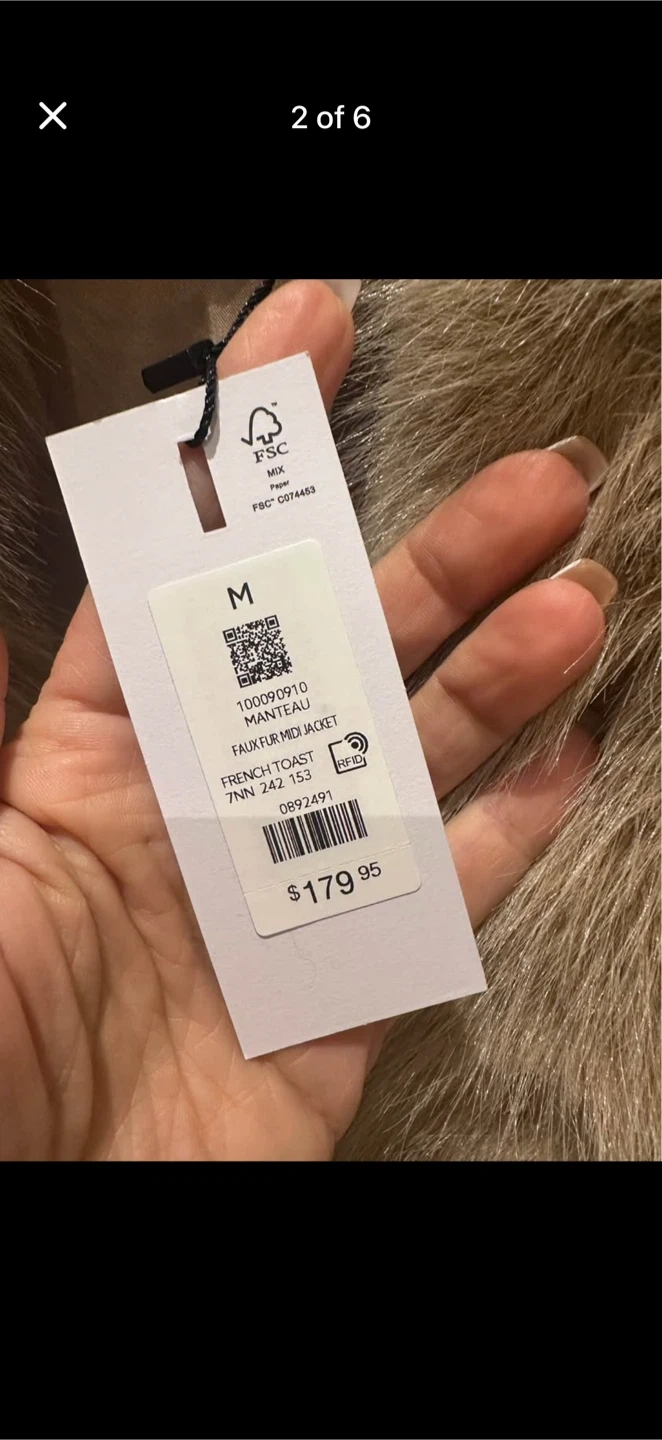 2 of 6
FSC
MIX
Paper
FSC® C074453
M
100090910
MANTEAU
FAUX FUR MIDI JACKET
FRENCH TOAST
7NN 242 153
RFID
0892491
$179 95